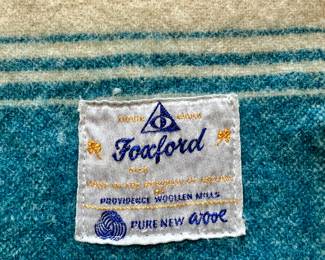 TRADE MARK
Foxford
PROVIDENCE WOOLLEN MILLS
PURE NEW WOOL